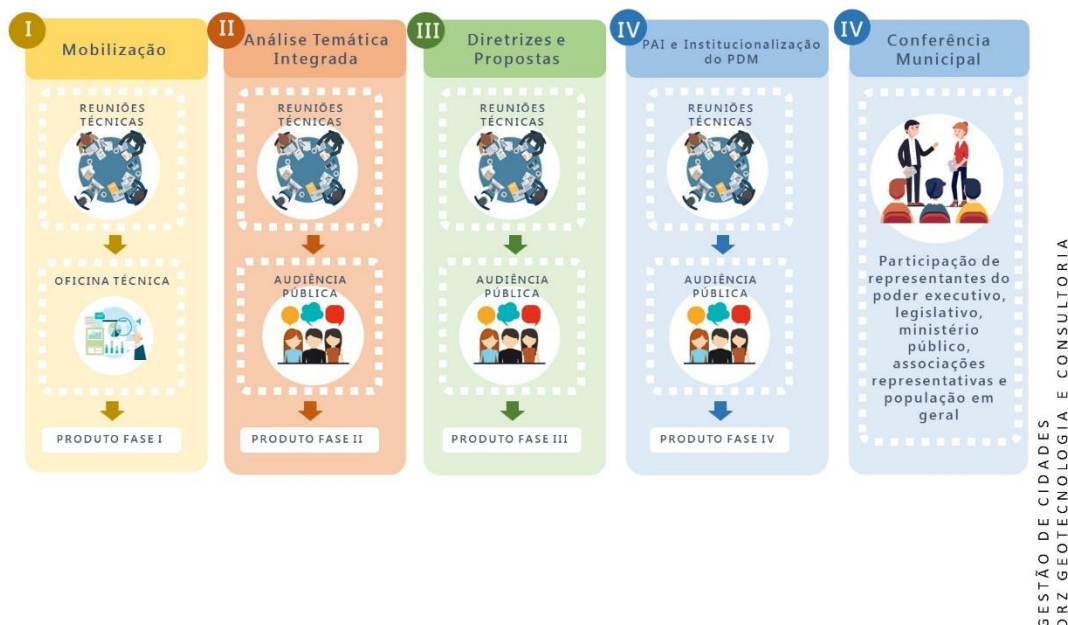 I
Mobilização
REUNIÕES
TÉCNICAS
OFICINA TÉCNICA
PRODUTO FASE I
II
Análise Temática
Integrada
REUNIÕES
TÉCNICAS
AUDIÊNCIA
PÚBLICA
PRODUTO FASE II
III
Diretrizes e
Propostas
REUNIÕES
TÉCNICAS
AUDIÊNCIA
PÚBLICA
PRODUTO FASE III
IV
PAI e Institucionalização
do PDM
REUNIÕES
TÉCNICAS
AUDIÊNCIA
PÚBLICA
PRODUTO FASE IV
IV
Conferência
Municipal
Participação de
representantes do
poder executivo,
legislativo,
ministério
público,
associações
representativas e
população em
geral
GESTÃO DE CIDADES
DRZ GEOTECNOLOGIA E CONSULTORIA